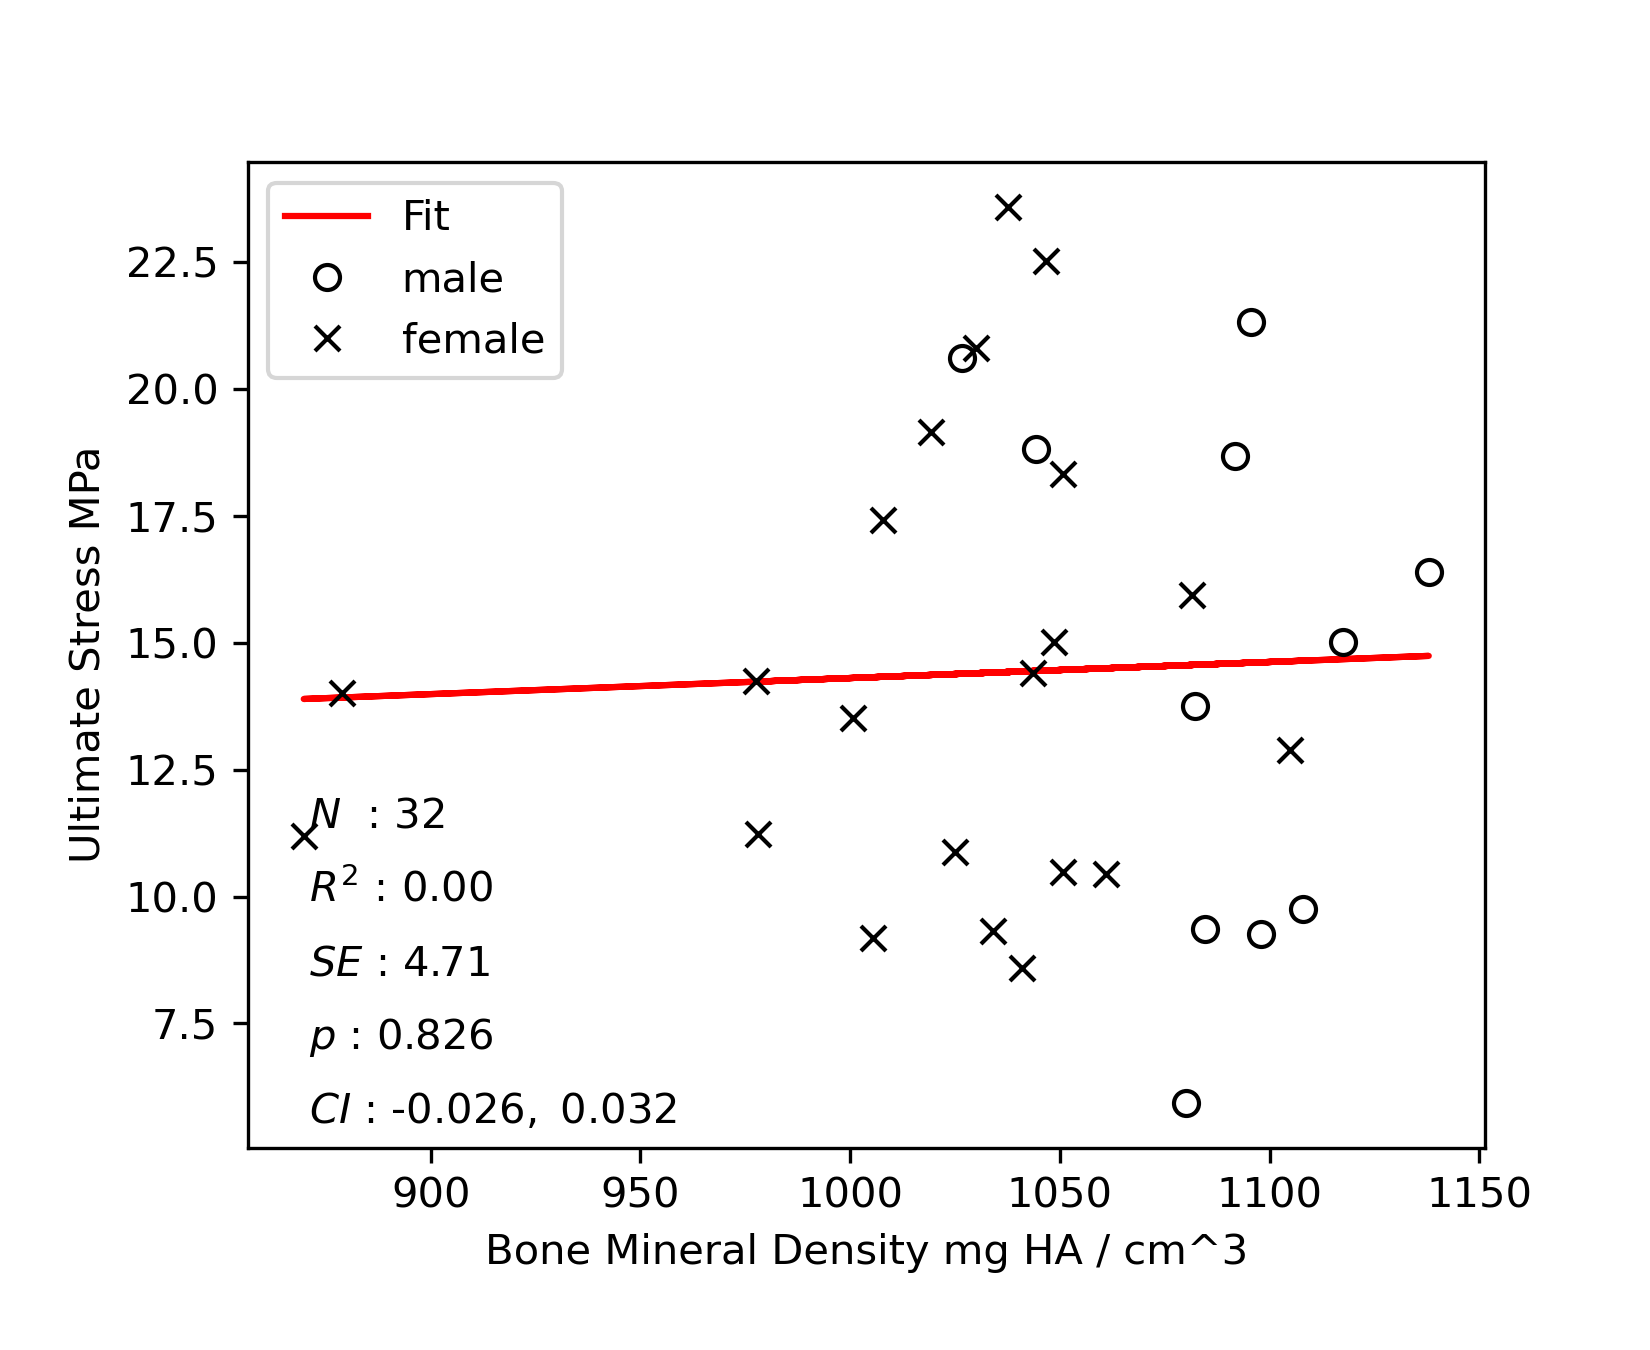 Fit
male
female
22.5
20.0
17.5
15.0
12.5
10.0
7.5
Ultimate Stress MPa
N : 32
R² : 0.00
SE : 4.71
p : 0.826
CI : -0.026, 0.032
900 950 1000 1050 1100 1150
Bone Mineral Density mg HA / cm^3